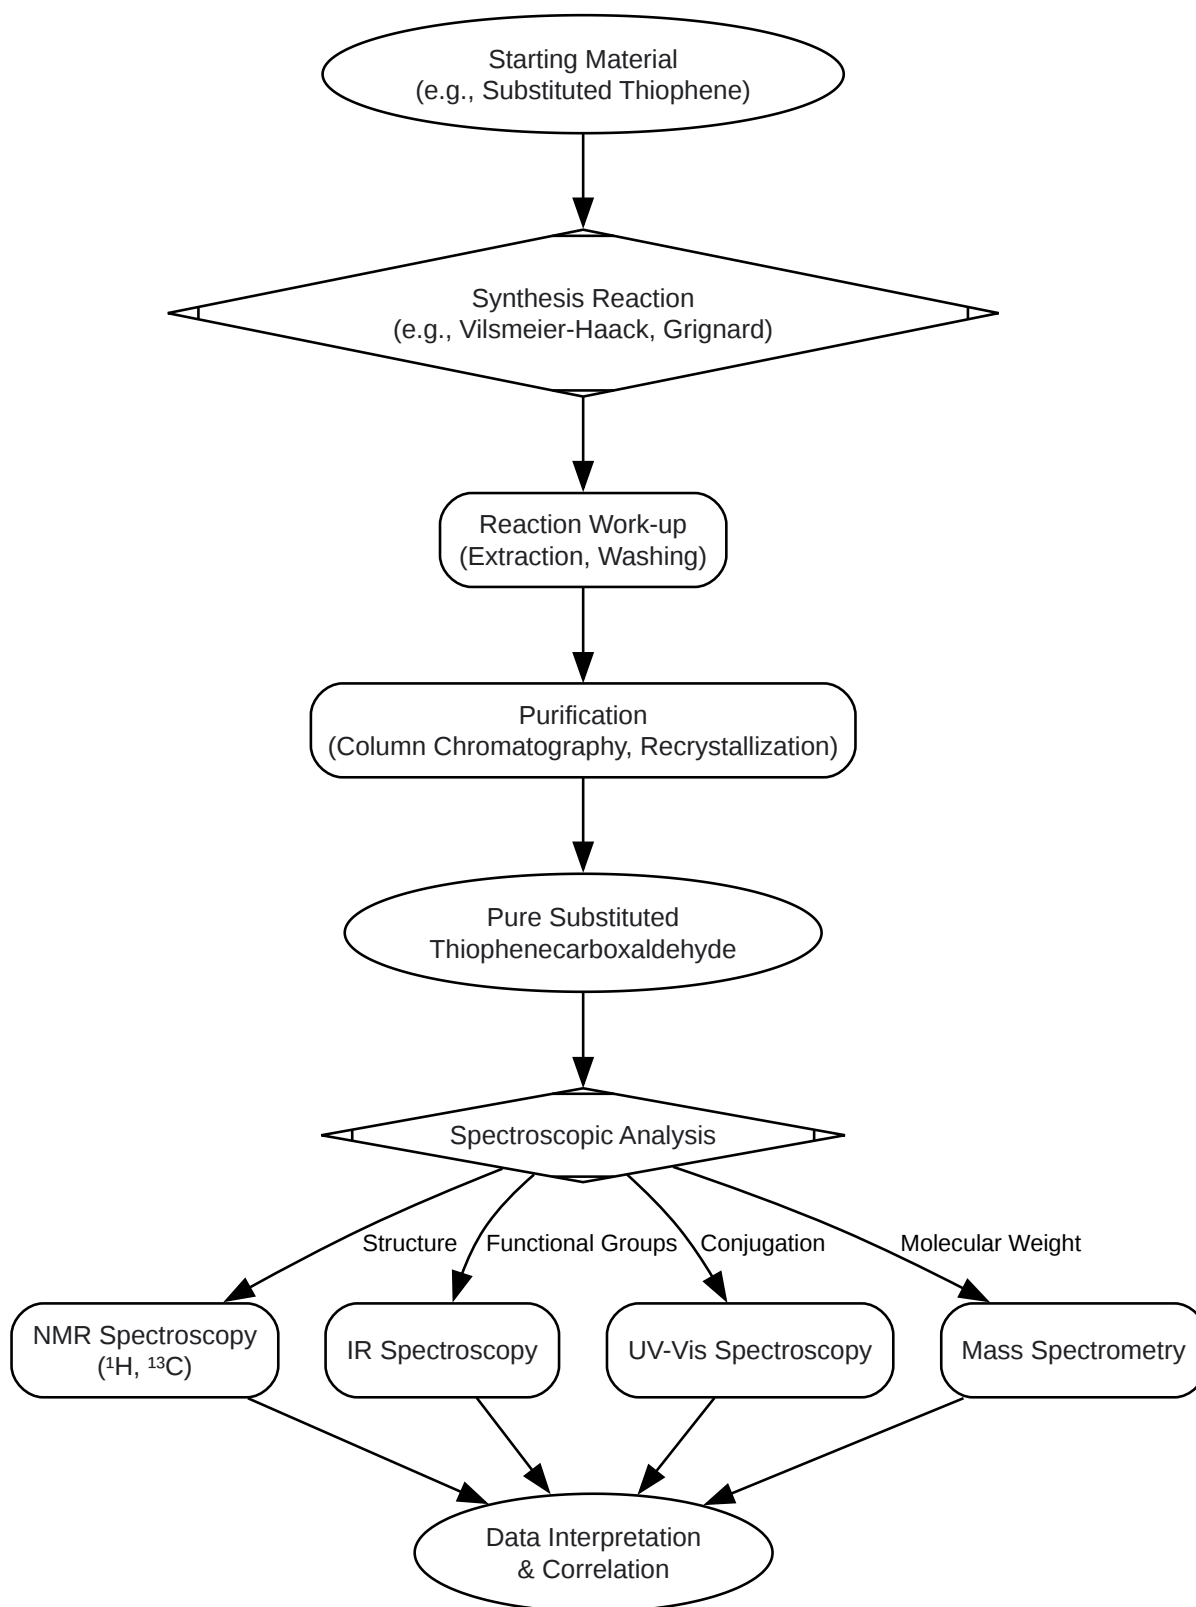 Starting Material
(e.g., Substituted Thiophene)
Synthesis Reaction
(e.g., Vilsmeier-Haack, Grignard)
Reaction Work-up
(Extraction, Washing)
Purification
(Column Chromatography, Recrystallization)
Pure Substituted
Thiophenecarboxaldehyde
Spectroscopic Analysis
Structure
Functional Groups
Conjugation
Molecular Weight
NMR Spectroscopy
(¹H, ¹³C)
IR Spectroscopy
UV-Vis Spectroscopy
Mass Spectrometry
Data Interpretation
& Correlation